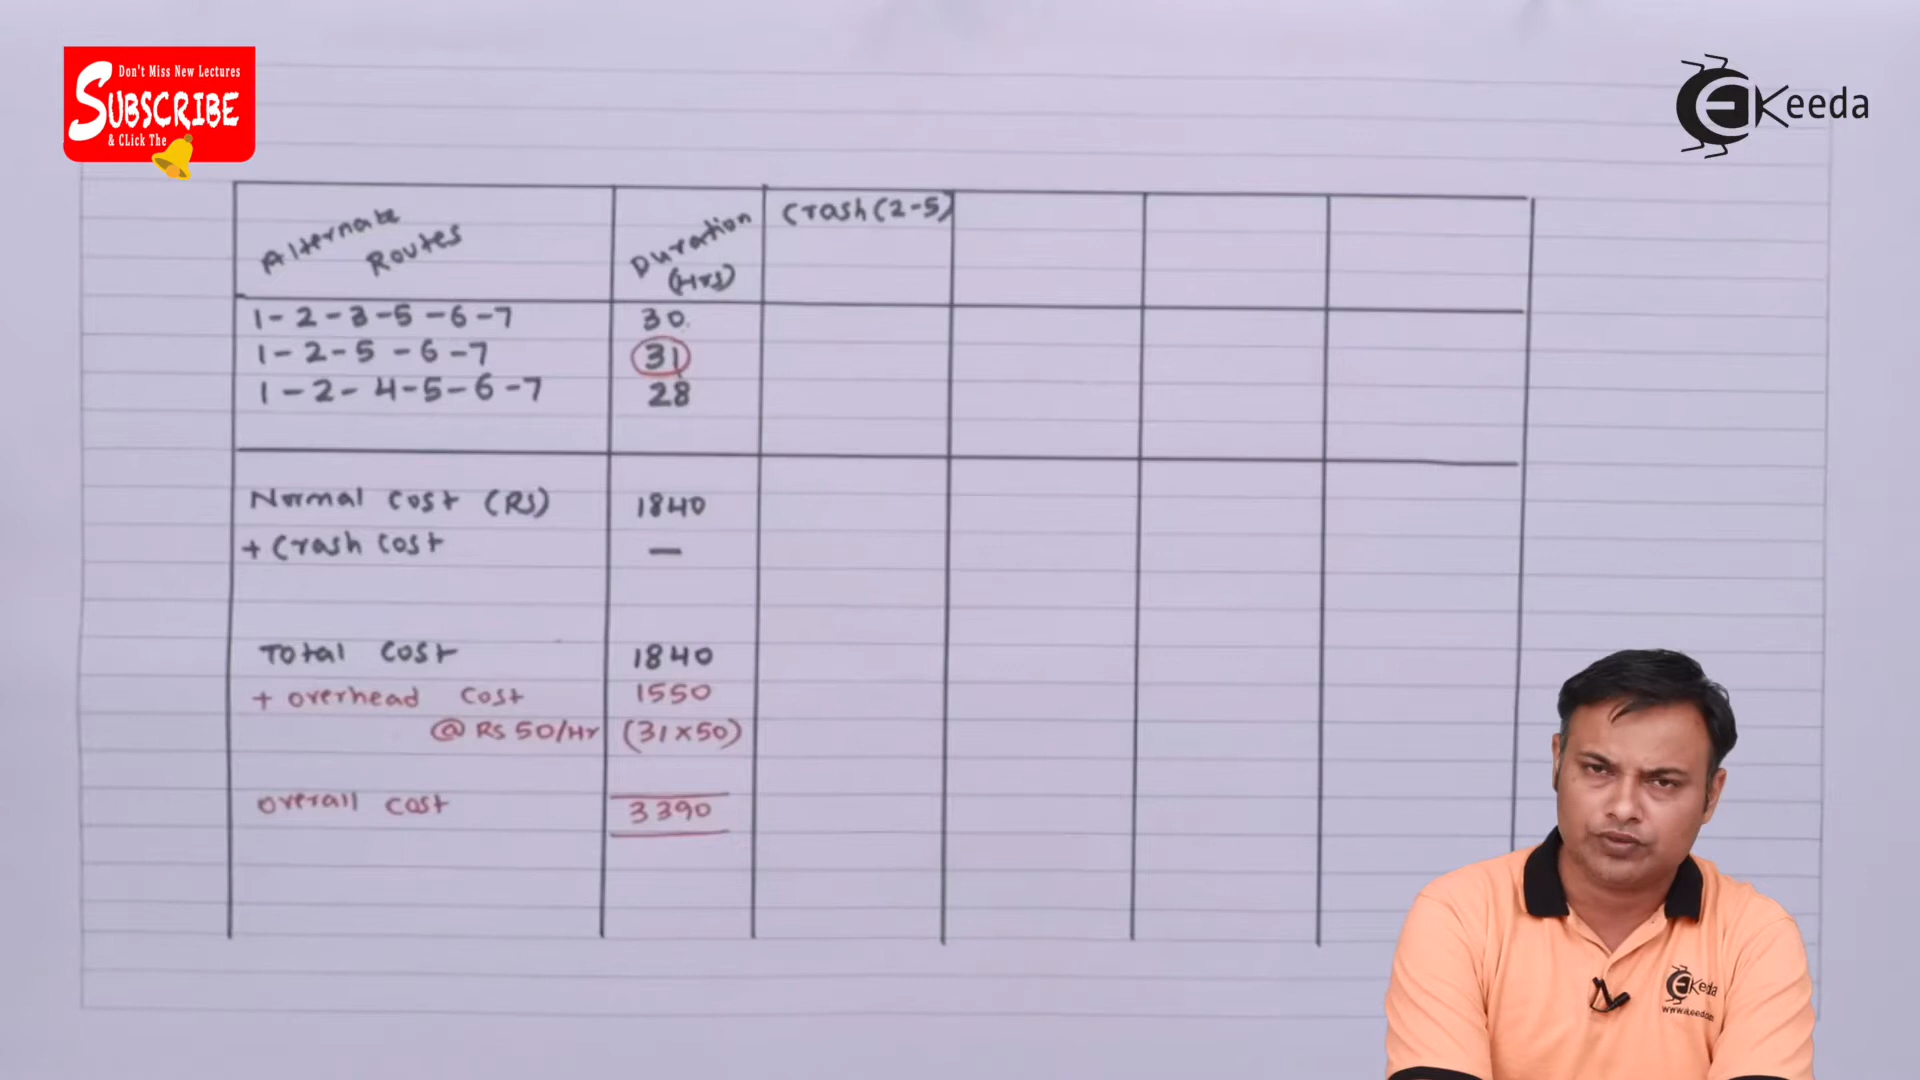 Don't Miss New Lectures
SUBSCRIBE
& CLick The
Keeda
Alternate
Routes
Duration
(Hrs)
Crash (2-5)
1-2-3-5-6-7 30
1-2-5-6-7 31
1-2-4-5-6-7 28
Normal Cost (Rs) 1840
+ Crash Cost —
Total Cost 1840
+ overhead Cost 1550
@ Rs 50/Hr (31x50)
overall Cost 3390
Keeda